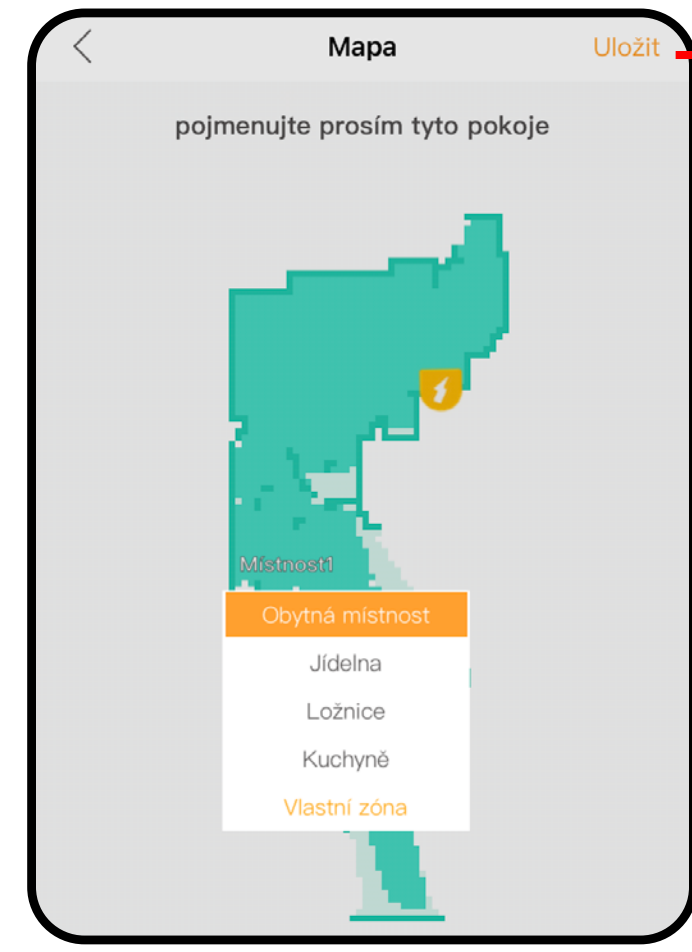 Mapa
Uložit
pojmenujte prosím tyto pokoje
Místnost1
Obytná místnost
Jídelna
Ložnice
Kuchyně
Vlastní zóna